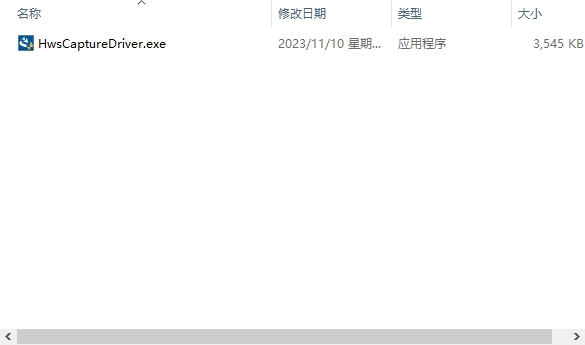 名称 修改日期 类型 大小
HwsCaptureDriver.exe 2023/11/10 星期... 应用程序 3,545 KB